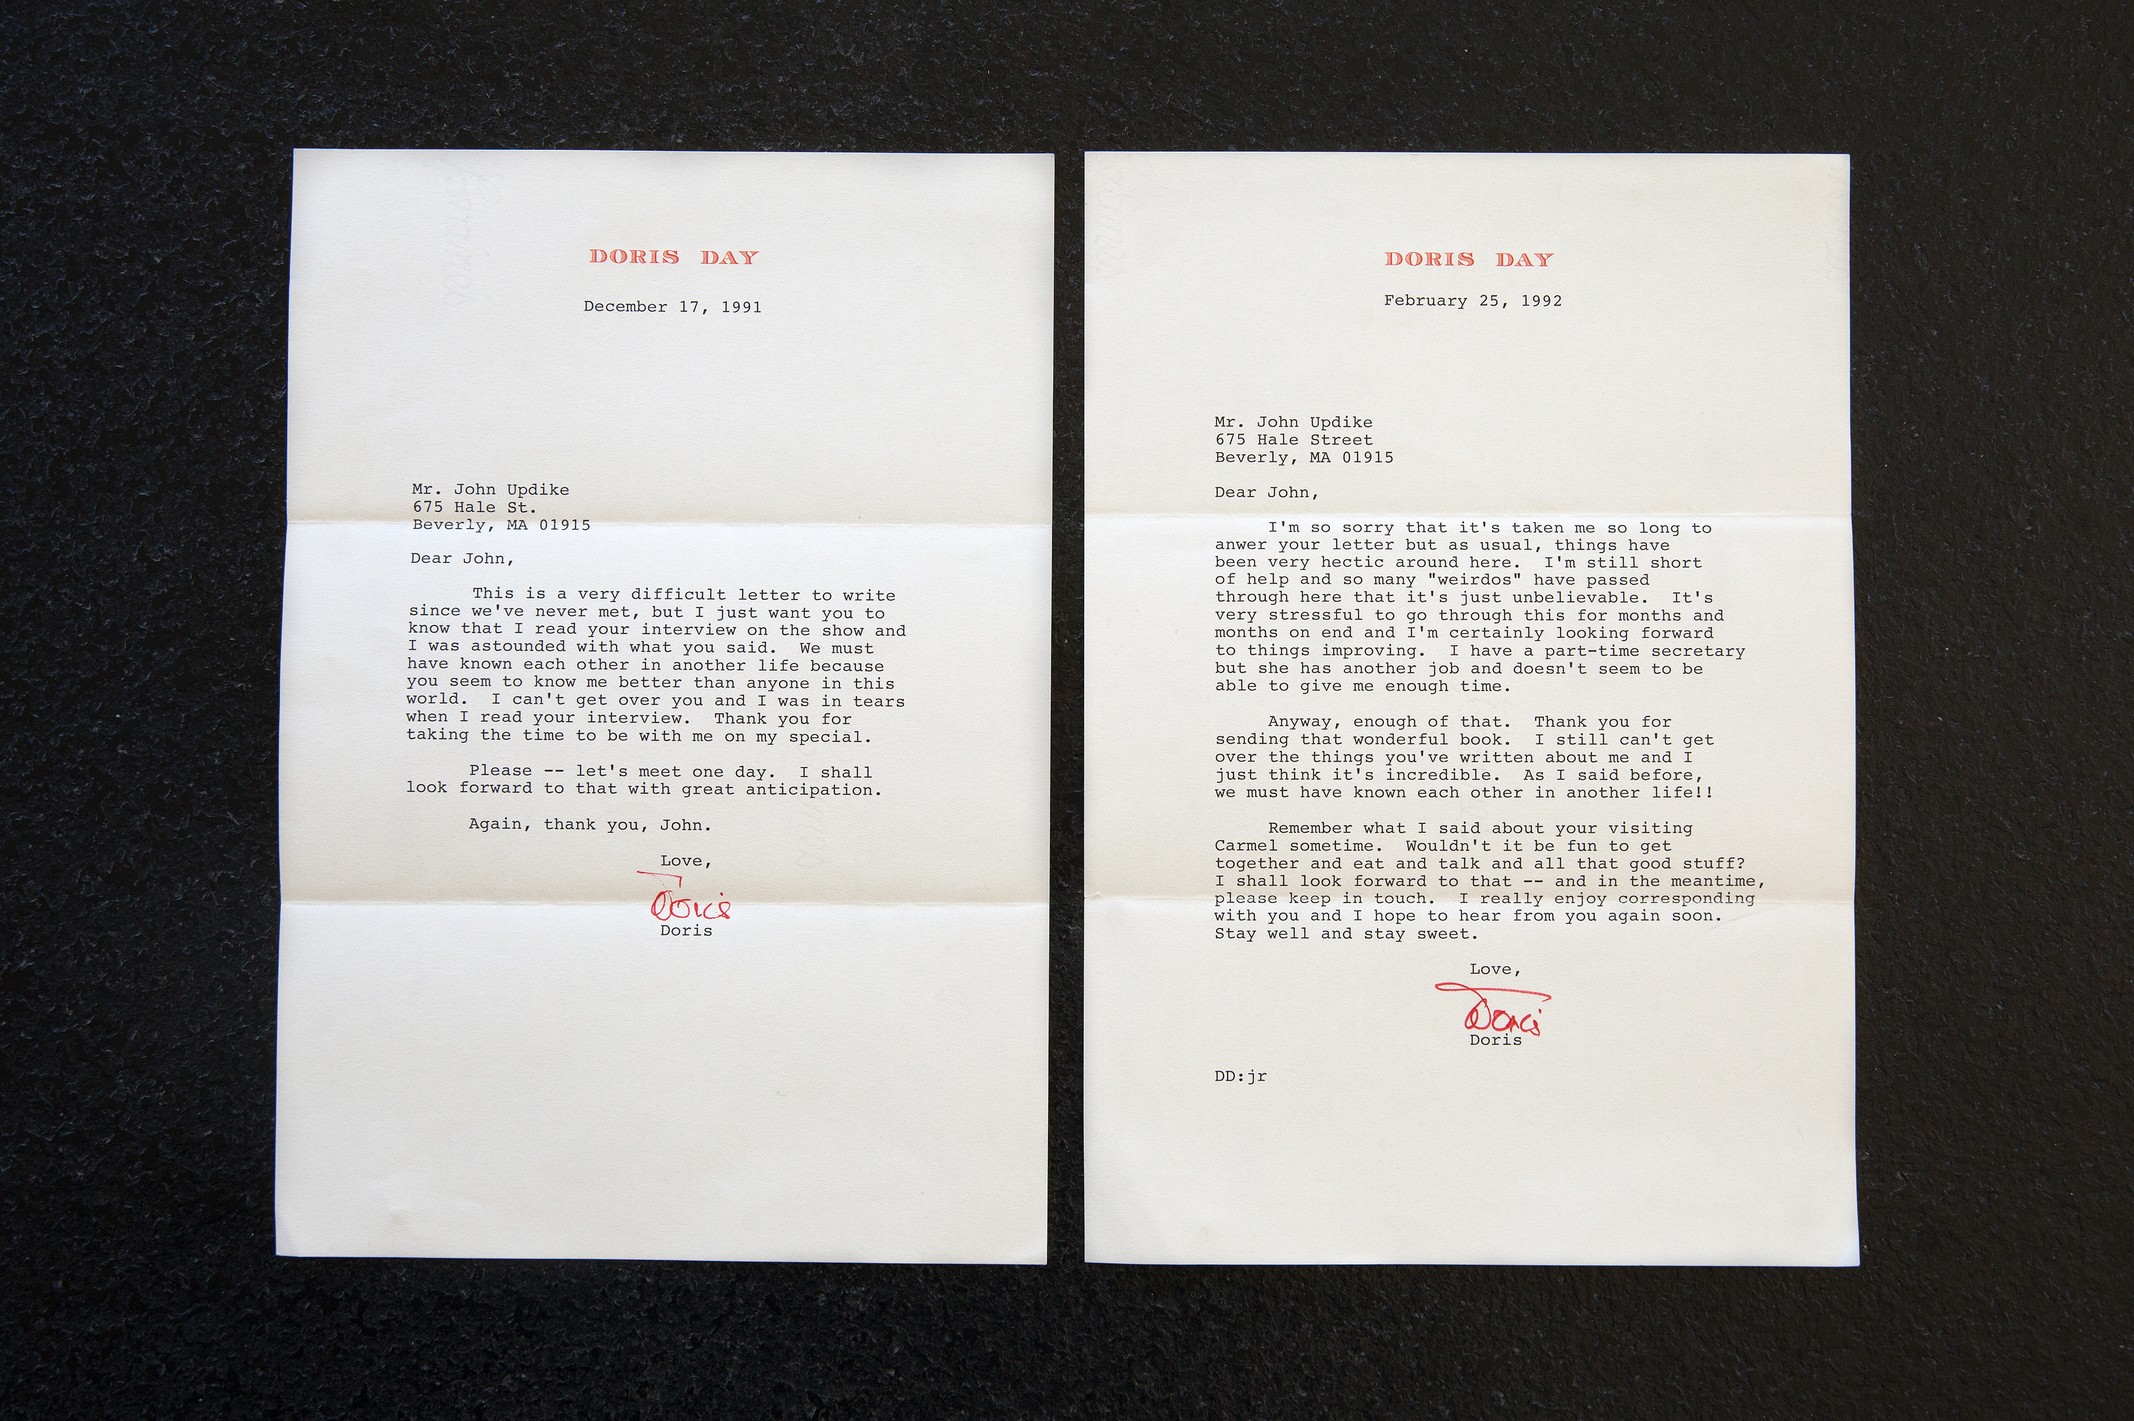 DORIS DAY
December 17, 1991
Mr. John Updike
675 Hale St.
Beverly, MA 01915
Dear John,
This is a very difficult letter to write
since we've never met, but I just want you to
know that I read your interview on the show and
I was astounded with what you said. We must
have known each other in another life because
you seem to know me better than anyone in this
world. I can't get over you and I was in tears
when I read your interview. Thank you for
taking the time to be with me on my special.
Please -- let's meet one day. I shall
look forward to that with great anticipation.
Again, thank you, John.
Love,
Doris
Doris
DORIS DAY
February 25, 1992
Mr. John Updike
675 Hale Street
Beverly, MA 01915
Dear John,
I'm so sorry that it's taken me so long to
anwer your letter but as usual, things have
been very hectic around here. I'm still short
of help and so many "weirdos" have passed
through here that it's just unbelievable. It's
very stressful to go through this for months and
months on end and I'm certainly looking forward
to things improving. I have a part-time secretary
but she has another job and doesn't seem to be
able to give me enough time.
Anyway, enough of that. Thank you for
sending that wonderful book. I still can't get
over the things you've written about me and I
just think it's incredible. As I said before,
we must have known each other in another life!!
Remember what I said about your visiting
Carmel sometime. Wouldn't it be fun to get
together and eat and talk and all that good stuff?
I shall look forward to that -- and in the meantime,
please keep in touch. I really enjoy corresponding
with you and I hope to hear from you again soon.
Stay well and stay sweet.
Love,
Doris
Doris
DD:jr